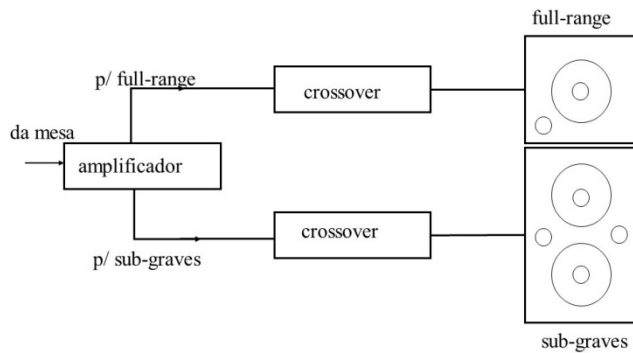 full-range
p/ full-range
crossover
da mesa
amplificador
crossover
p/ sub-graves
sub-graves